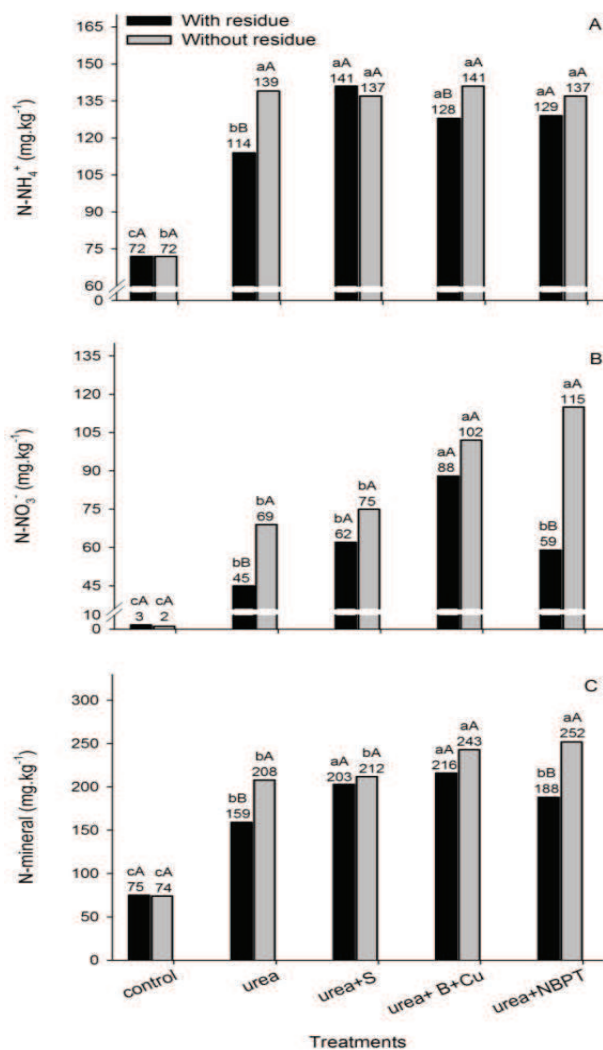 With residue
Without residue
A
N-NH₄⁺ (mg.kg⁻¹)
165
150
135
120
105
90
75
60
0
cA
72
bA
72
bB
114
aA
139
aA
141
aA
137
aB
128
aA
141
aA
129
aA
137
B
N-NO₃⁻ (mg.kg⁻¹)
135
120
105
90
75
60
45
10
0
cA
3
cA
2
bB
45
bA
69
bA
62
bA
75
aA
88
aA
102
bB
59
aA
115
C
N-mineral (mg.kg⁻¹)
300
250
200
150
100
50
0
cA
75
cA
74
bB
159
bA
208
aA
203
bA
212
aA
216
aA
243
bB
188
aA
252
control
urea
urea+S
urea+ B+Cu
urea+NBPT
Treatments